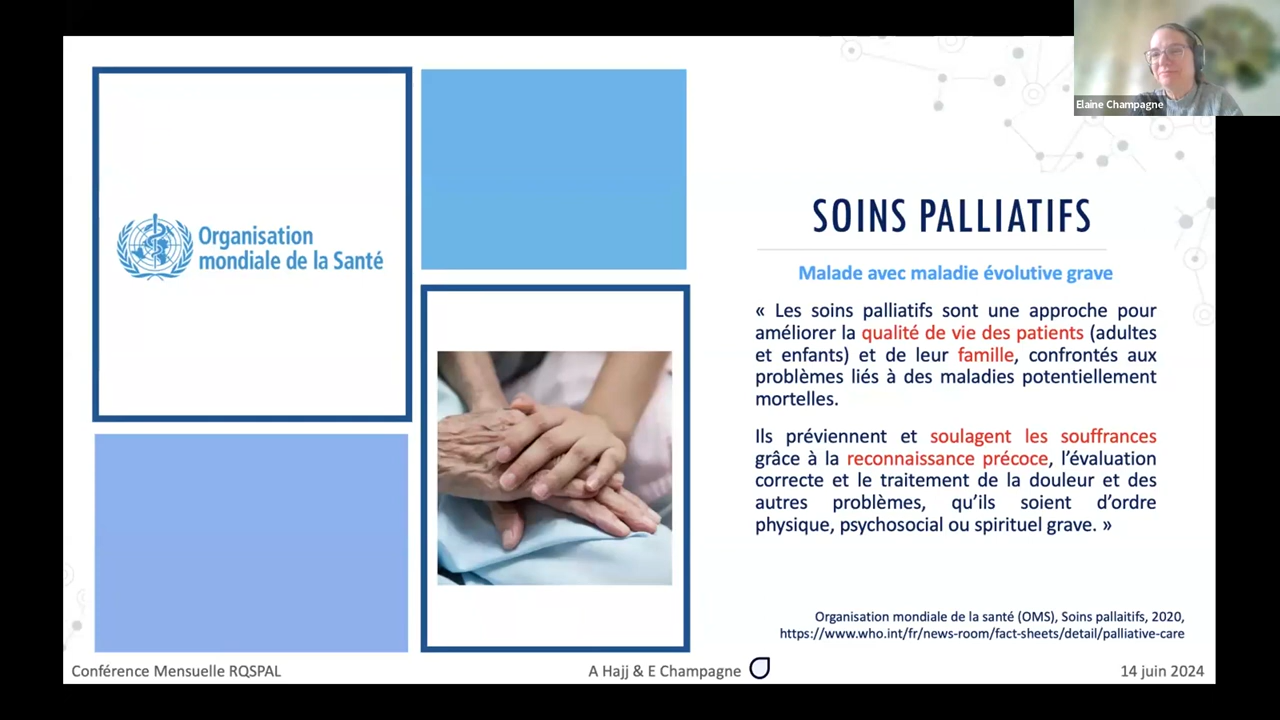 Elaine Champagne
Organisation
mondiale de la Santé
SOINS PALLIATIFS
Malade avec maladie évolutive grave
« Les soins palliatifs sont une approche pour
améliorer la qualité de vie des patients (adultes
et enfants) et de leur famille, confrontés aux
problèmes liés à des maladies potentiellement
mortelles.
Ils préviennent et soulagent les souffrances
grâce à la reconnaissance précoce, l'évaluation
correcte et le traitement de la douleur et des
autres problèmes, qu'ils soient d'ordre
physique, psychosocial ou spirituel grave. »
Organisation mondiale de la santé (OMS), Soins pallaitifs, 2020,
https://www.who.int/fr/news-room/fact-sheets/detail/palliative-care
Conférence Mensuelle RQSPAL
A Hajj & E Champagne
14 juin 2024